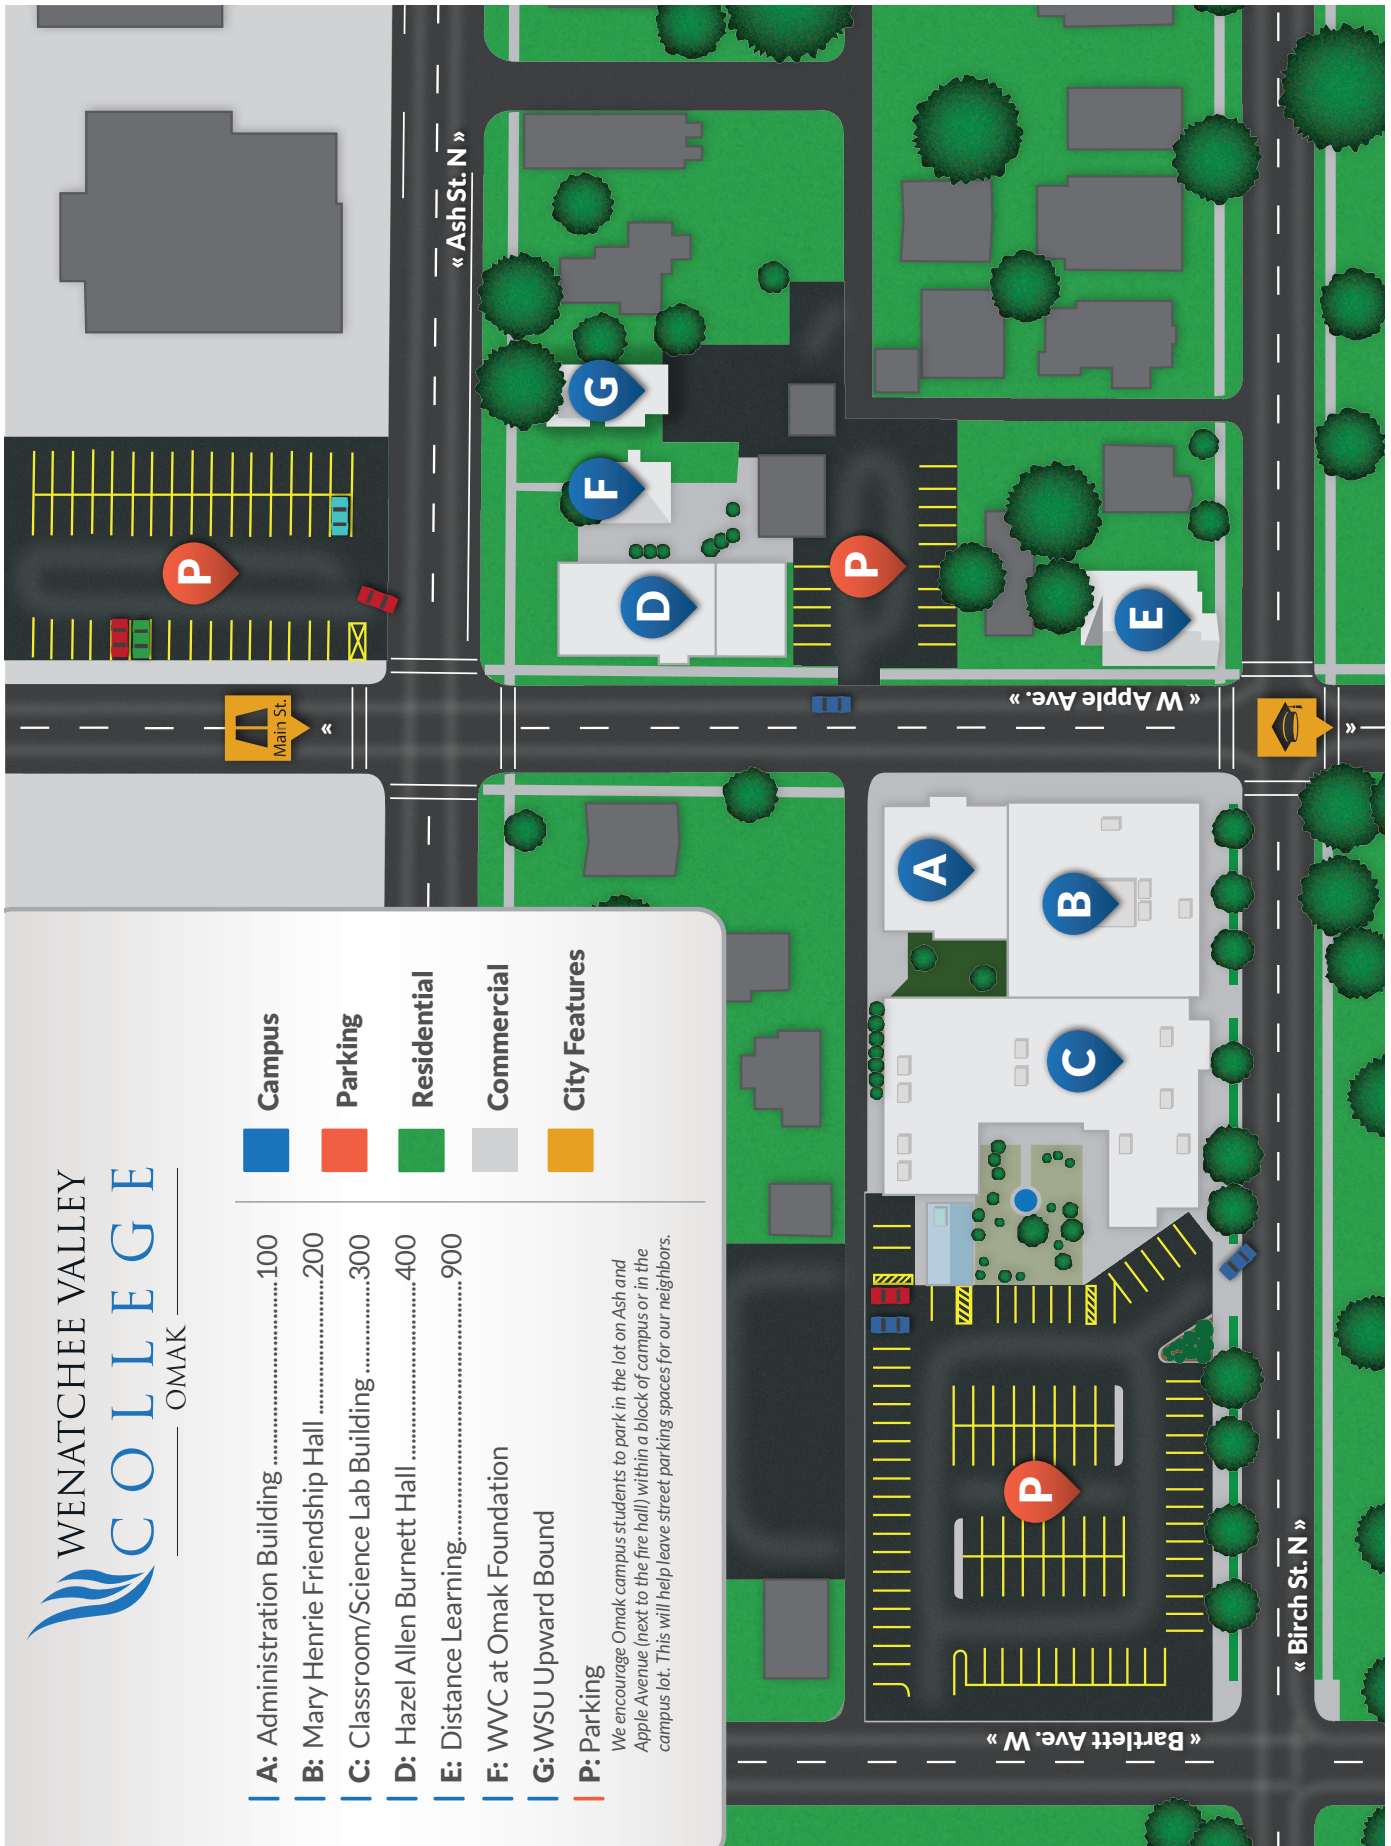 WENATCHEE VALLEY
COLLEGE
OMAK
A: Administration Building ........................100
B: Mary Henrie Friendship Hall ................200
C: Classroom/Science Lab Building ...........300
D: Hazel Allen Burnett Hall ........................400
E: Distance Learning....................................900
F: WVC at Omak Foundation
G: WSU Upward Bound
P: Parking
We encourage Omak campus students to park in the lot on Ash and
Apple Avenue (next to the fire hall) within a block of campus or in the
campus lot. This will help leave street parking spaces for our neighbors.
Campus
Parking
Residential
Commercial
City Features
« Ash St. N »
« W Apple Ave. »
« Bartlett Ave. W »
« Birch St. N »
Main St.
«
«
P
P
P
A
B
C
D
E
F
G